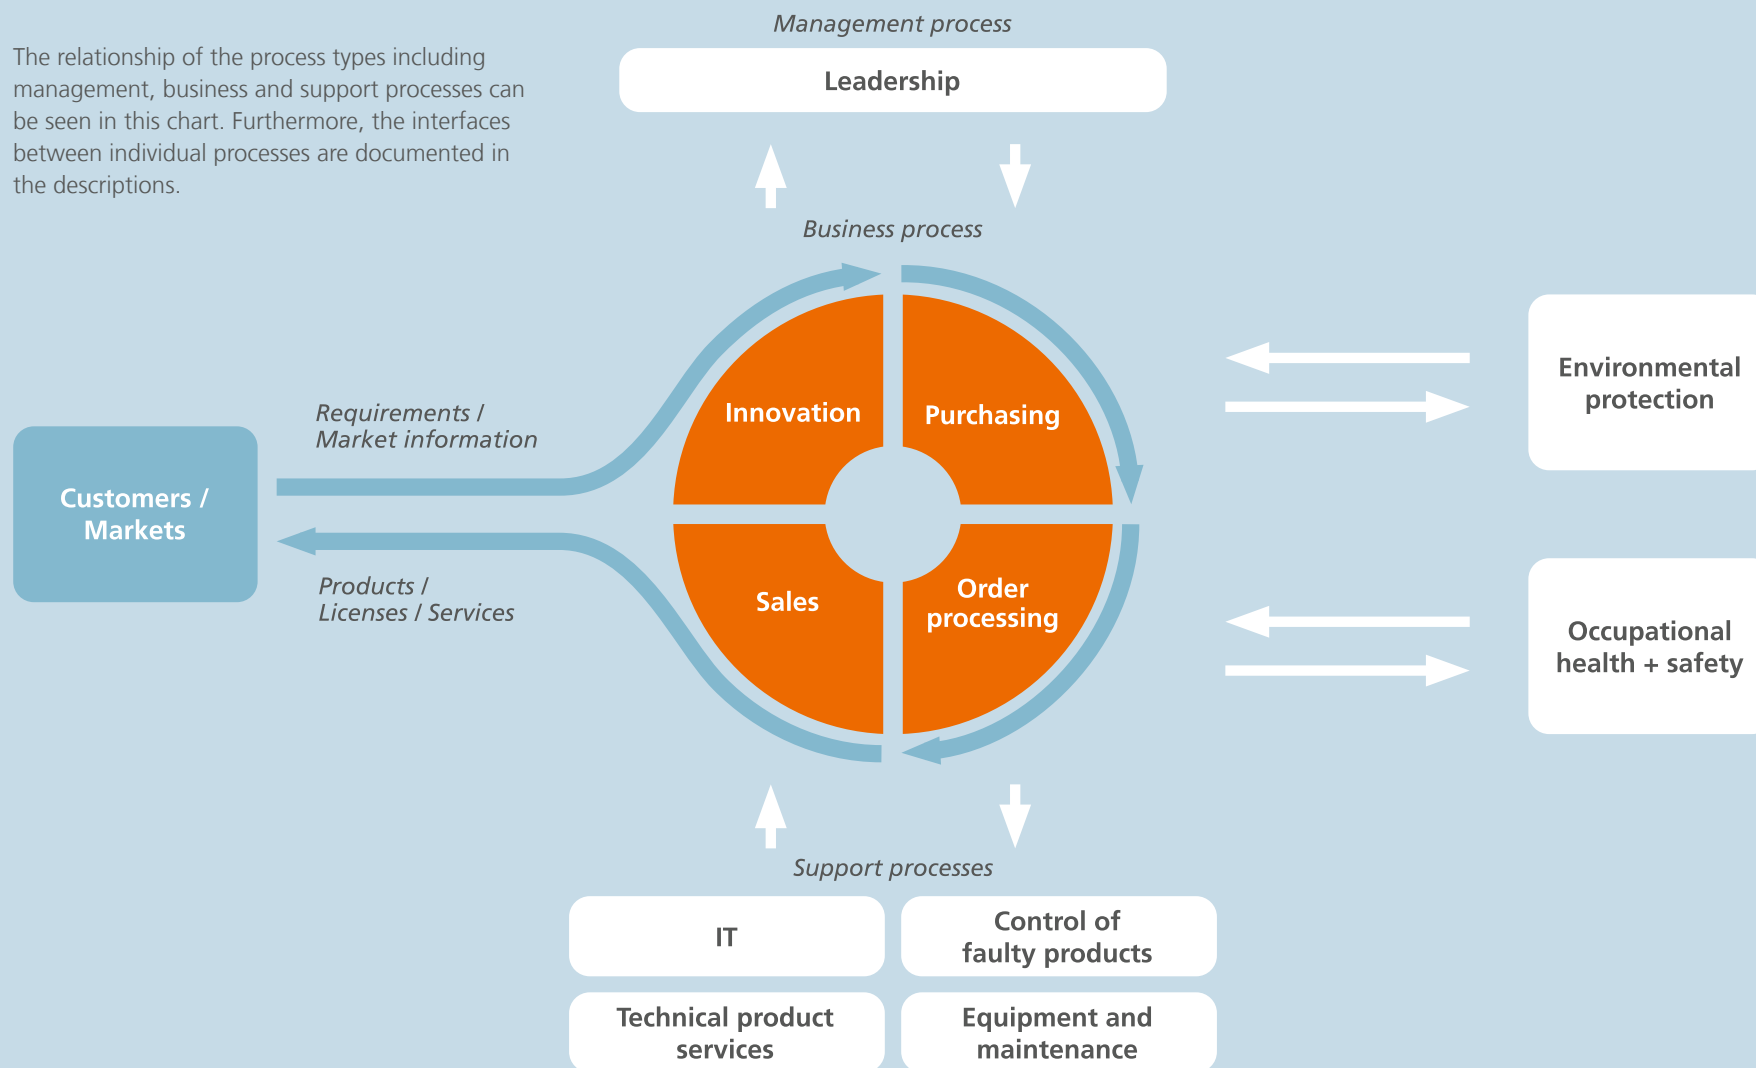 Management process
The relationship of the process types including
management, business and support processes can
be seen in this chart. Furthermore, the interfaces
between individual processes are documented in
the descriptions.
Leadership
Business process
Requirements /
Market information
Customers /
Markets
Products /
Licenses / Services
Innovation
Purchasing
Sales
Order
processing
Environmental
protection
Occupational
health + safety
Support processes
IT
Control of
faulty products
Technical product
services
Equipment and
maintenance